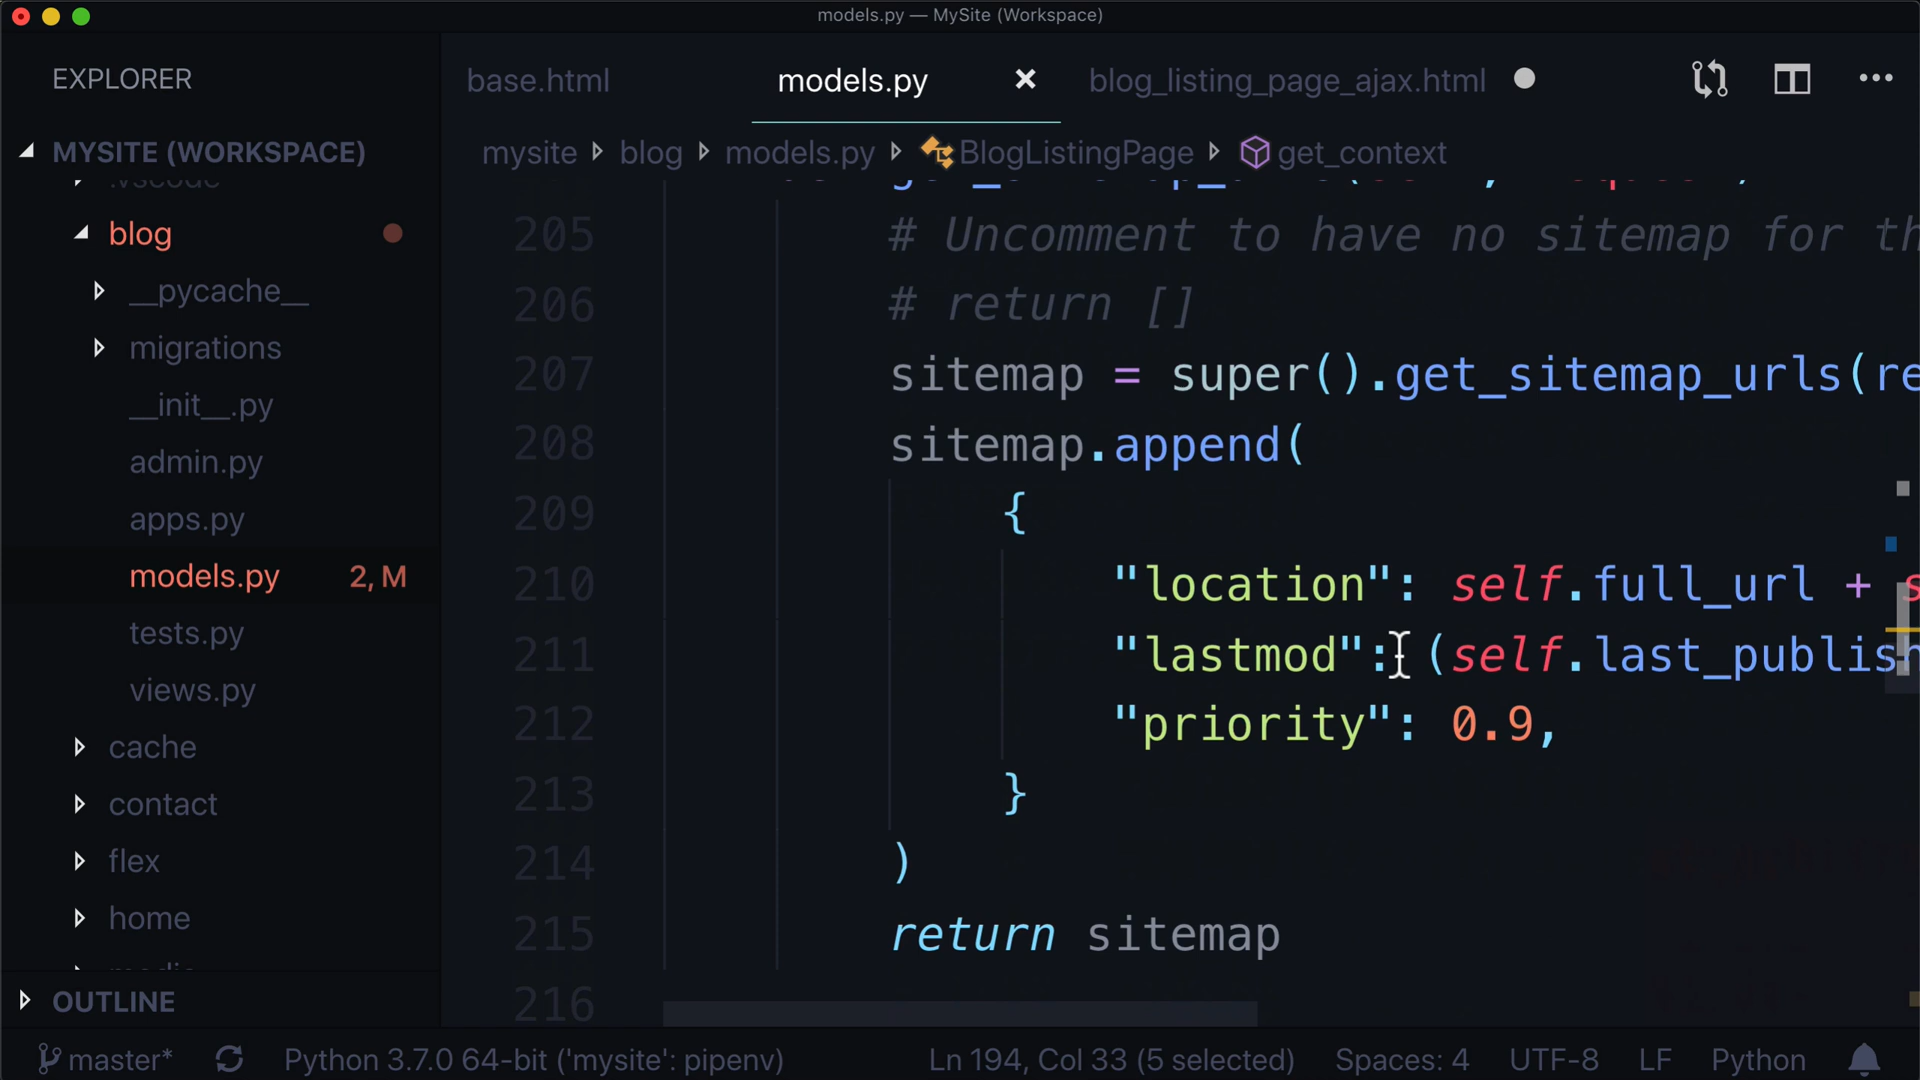 models.py — MySite (Workspace)
EXPLORER
base.html
models.py
blog_listing_page_ajax.html
MYSITE (WORKSPACE)
mysite
blog
models.py
BlogListingPage
get_context
.vscode
blog
__pycache__
migrations
__init__.py
admin.py
apps.py
models.py 2, M
tests.py
views.py
cache
contact
flex
home
205 # Uncomment to have no sitemap for
206 # return []
207 sitemap = super().get_sitemap_urls(
208 sitemap.append(
209 {
210 "location": self.full_url +
211 "lastmod": (self.
212 "priority": 0.9,
213 }
214 )
215 return sitemap
216
OUTLINE
master*
Python 3.7.0 64-bit ('mysite': pipenv)
Ln 194, Col 33 (5 selected)
Spaces: 4
UTF-8
LF
Python